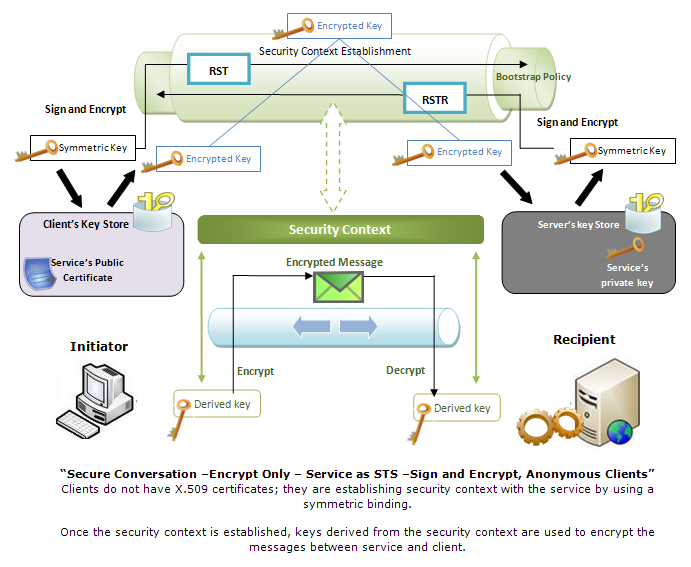 Encrypted Key
Security Context Establishment
RST
Bootstrap Policy
RSTR
Sign and Encrypt
Sign and Encrypt
Symmetric Key
Encrypted Key
Encrypted Key
Symmetric Key
Client's Key Store
Service's Public
Certificate
Server's key Store
Service's
private key
Security Context
Encrypted Message
Initiator
Recipient
Encrypt
Decrypt
Derived key
Derived key
“Secure Conversation –Encrypt Only – Service as STS –Sign and Encrypt, Anonymous Clients”
Clients do not have X.509 certificates; they are establishing security context with the service by using a
symmetric binding.
Once the security context is established, keys derived from the security context are used to encrypt the
messages between service and client.